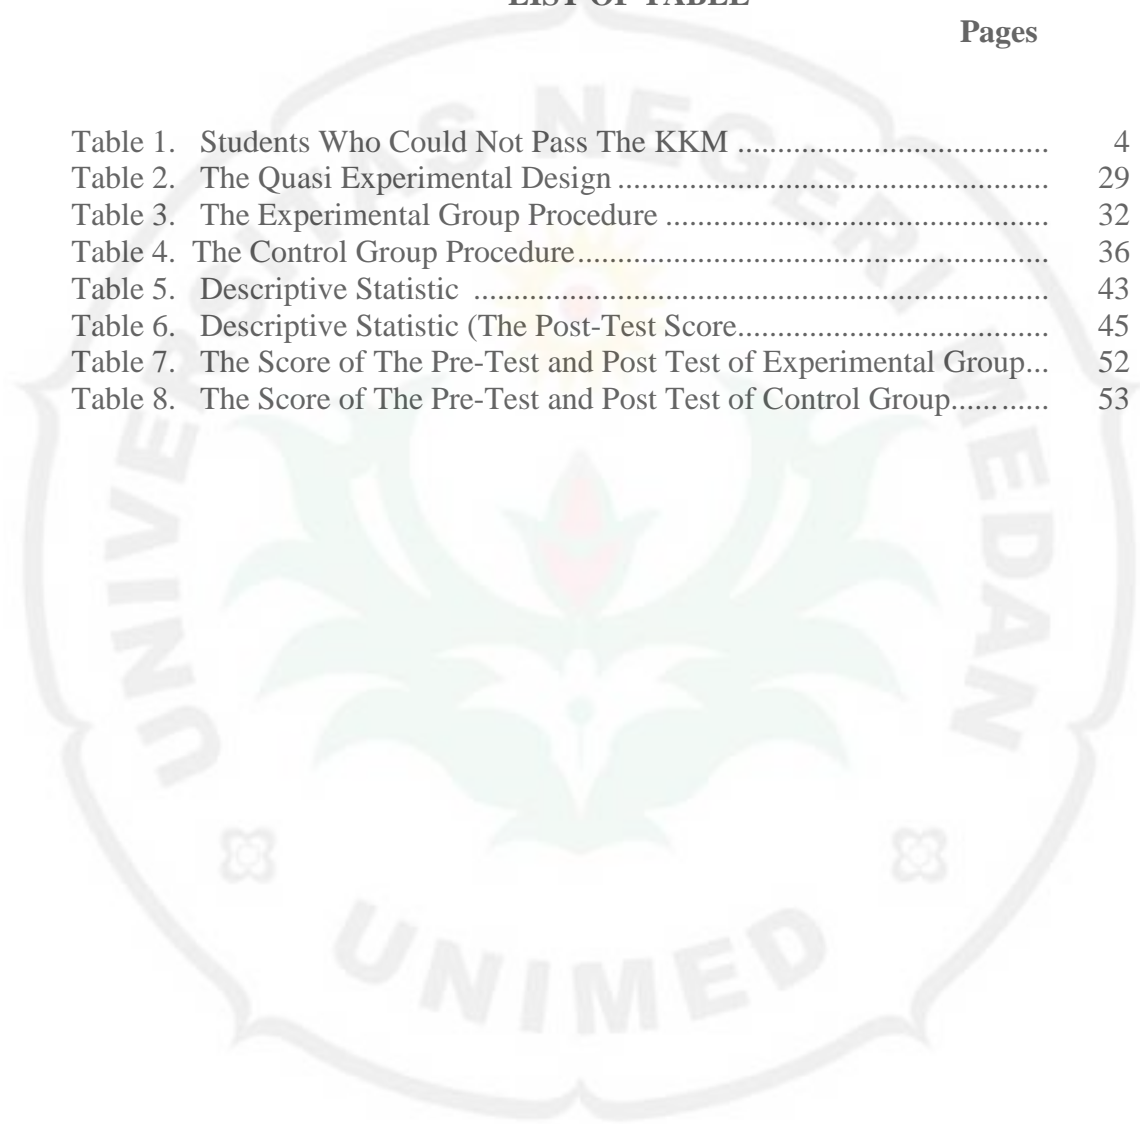 LIST OF TABLE
Pages
Table 1. Students Who Could Not Pass The KKM ..................................... 4
Table 2. The Quasi Experimental Design ................................................... 29
Table 3. The Experimental Group Procedure ............................................. 32
Table 4. The Control Group Procedure........................................................ 36
Table 5. Descriptive Statistic .................................................................... 43
Table 6. Descriptive Statistic (The Post-Test Score..................................... 45
Table 7. The Score of The Pre-Test and Post Test of Experimental Group... 52
Table 8. The Score of The Pre-Test and Post Test of Control Group............ 53
UNIVERSITAS NEGERI MEDAN
UNIMED